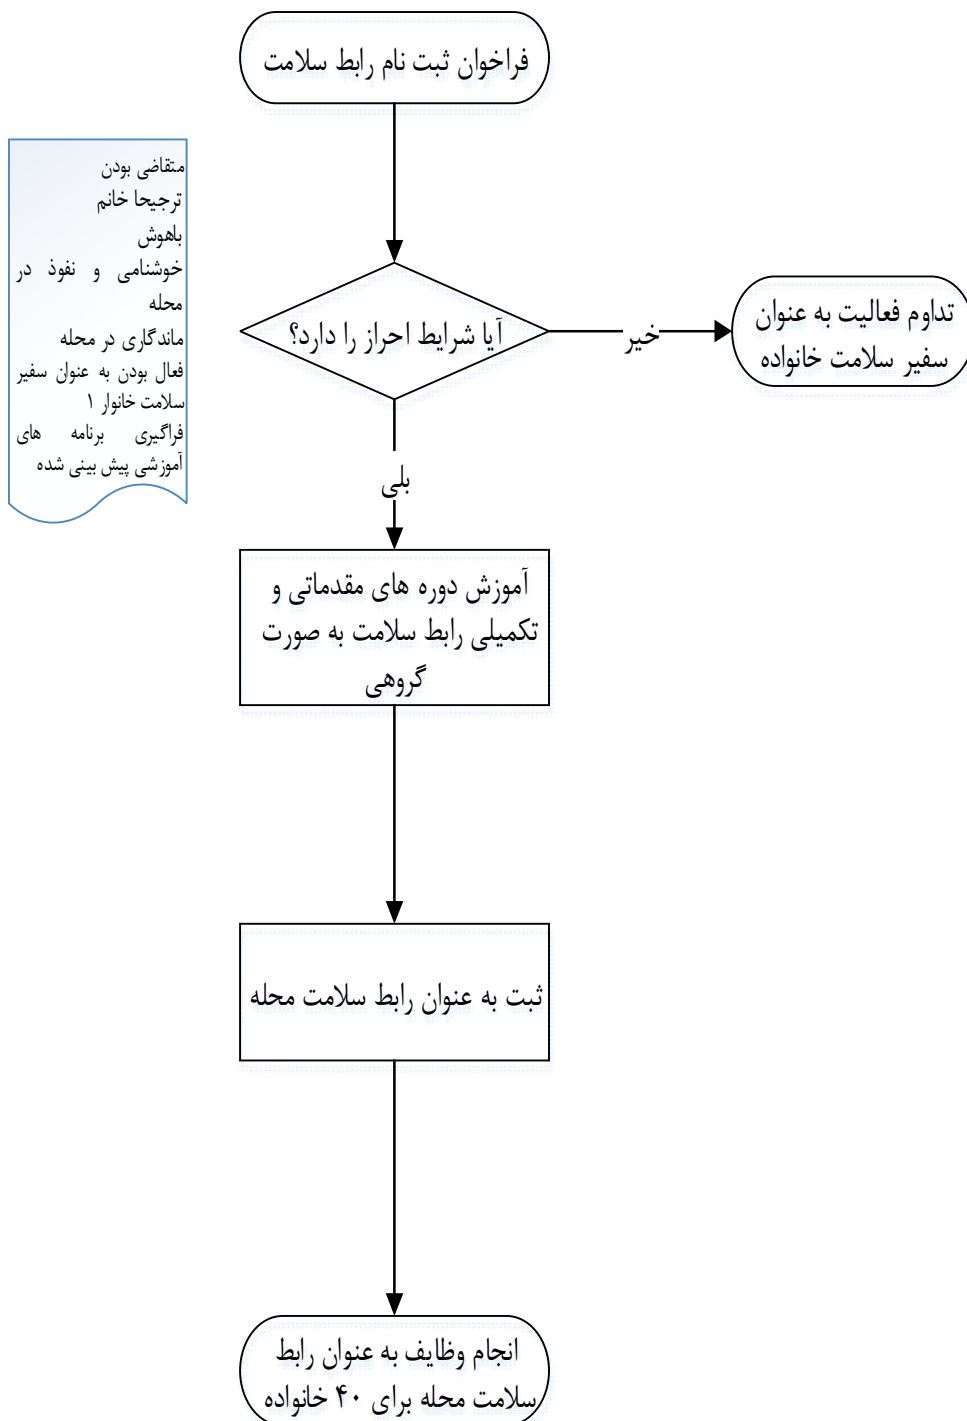 فراخوان ثبت نام رابط سلامت
متقاضی بودن
ترجیحا خانم
باهوش
خوشنامی و نفوذ در
محله
ماندگاری در محله
فعال بودن به عنوان سفیر
سلامت خانوار ۱
فراگیری برنامه های
آموزشی پیش بینی شده
آیا شرایط احراز را دارد؟
خیر
تداوم فعالیت به عنوان
سفیر سلامت خانواده
بلی
آموزش دوره های مقدماتی و
تکمیلی رابط سلامت به صورت
گروهی
ثبت به عنوان رابط سلامت محله
انجام وظایف به عنوان رابط
سلامت محله برای ۴۰ خانواده